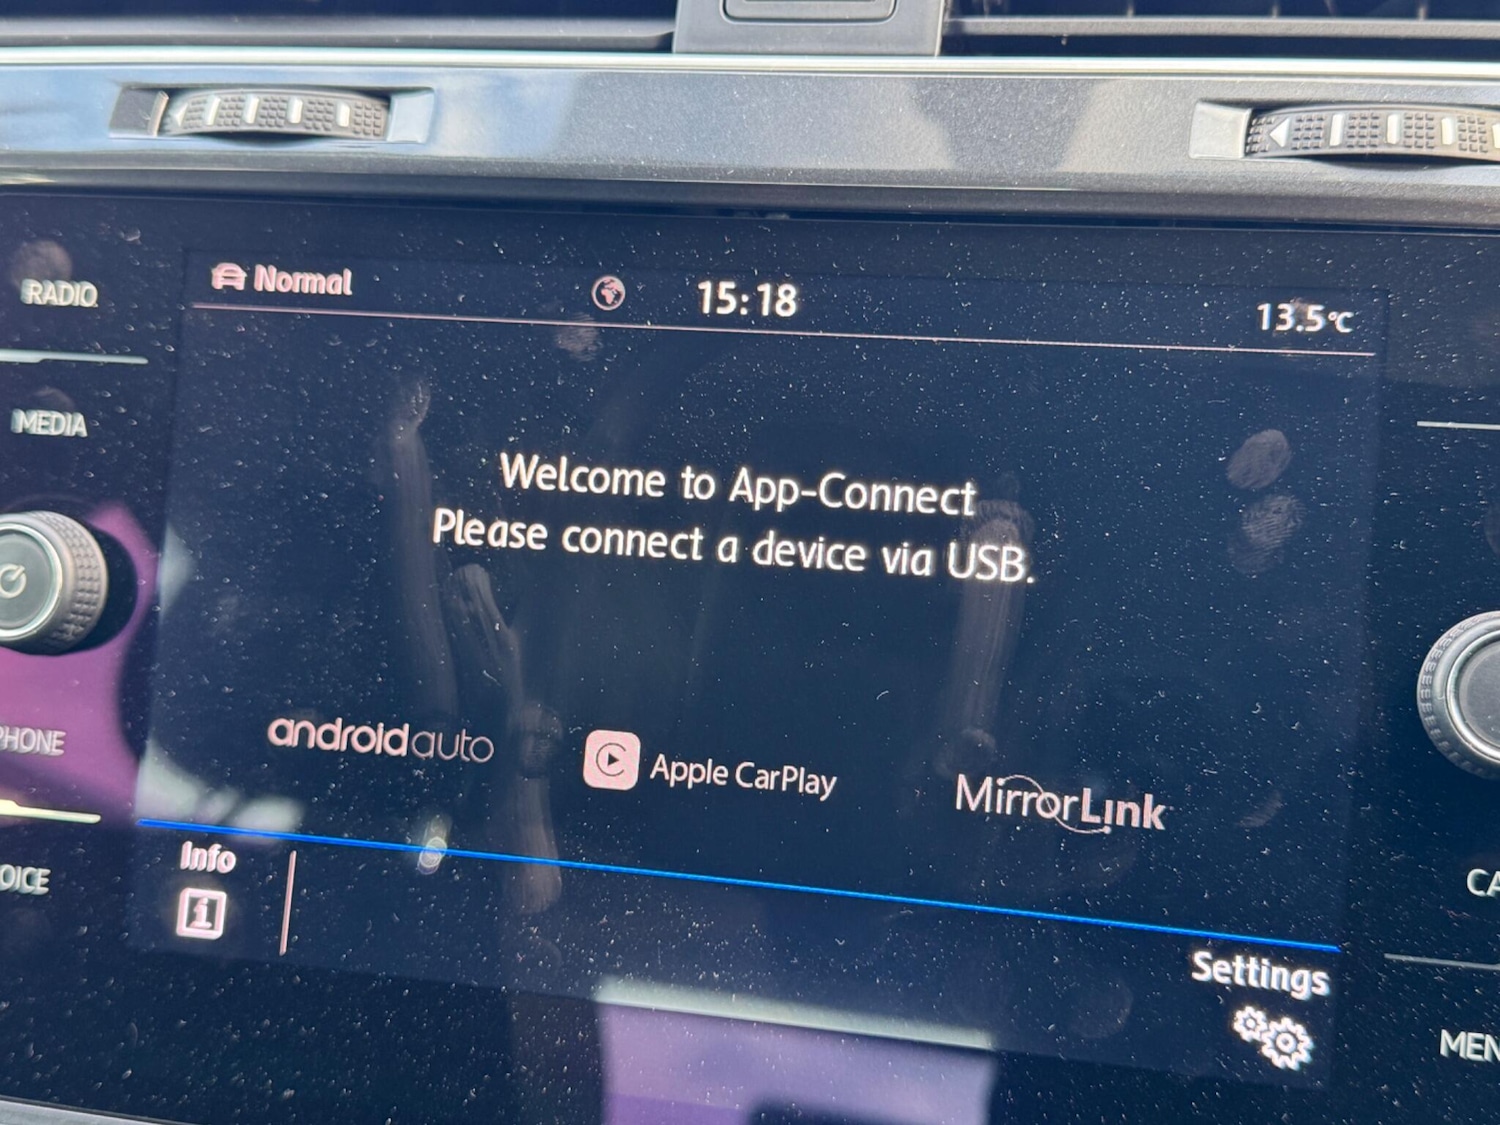 RADIO
Normal
15:18
13.5°C
MEDIA
Welcome to App-Connect
Please connect a device via USB.
PHONE
androidauto
Apple CarPlay
MirrorLink
Info
i
OICE
CA
Settings
MEN